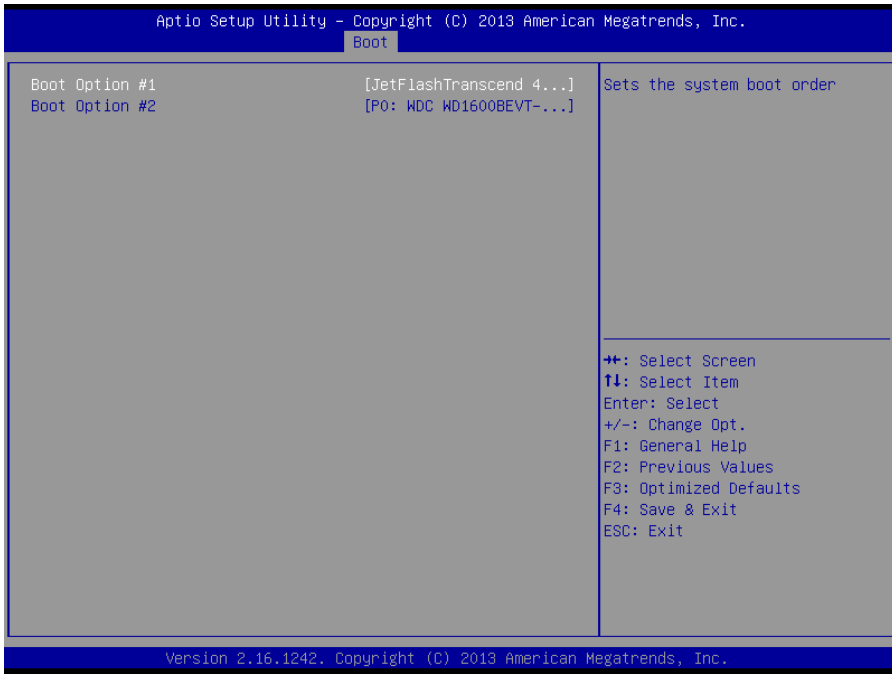 Aptio Setup Utility – Copyright (C) 2013 American Megatrends, Inc.
Boot
Boot Option #1 [JetFlashTranscend 4...]
Boot Option #2 [P0: WDC WD1600BEVT-...]
Sets the system boot order
→←: Select Screen
↑↓: Select Item
Enter: Select
+/-: Change Opt.
F1: General Help
F2: Previous Values
F3: Optimized Defaults
F4: Save & Exit
ESC: Exit
Version 2.16.1242. Copyright (C) 2013 American Megatrends, Inc.